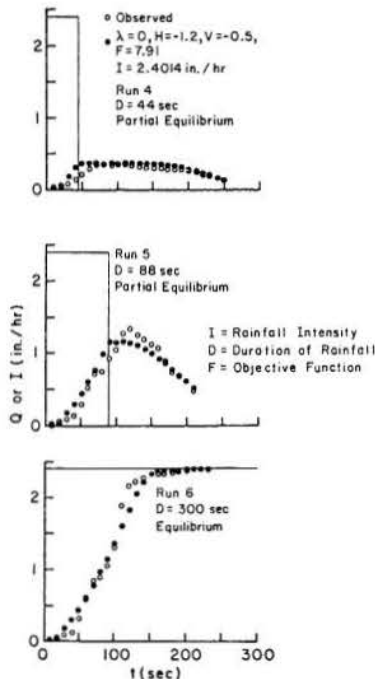 ○ Observed
● λ=0, H=-1.2, V=-0.5,
F=7.91
I = 2.4014 in./hr
Run 4
D = 44 sec
Partial Equilibrium
2
1
0
Run 5
D = 88 sec
Partial Equilibrium
I = Rainfall Intensity
D = Duration of Rainfall
F = Objective Function
2
1
0
Q or I (in./hr)
Run 6
D = 300 sec
Equilibrium
2
1
0
0 100 200 300
t(sec)